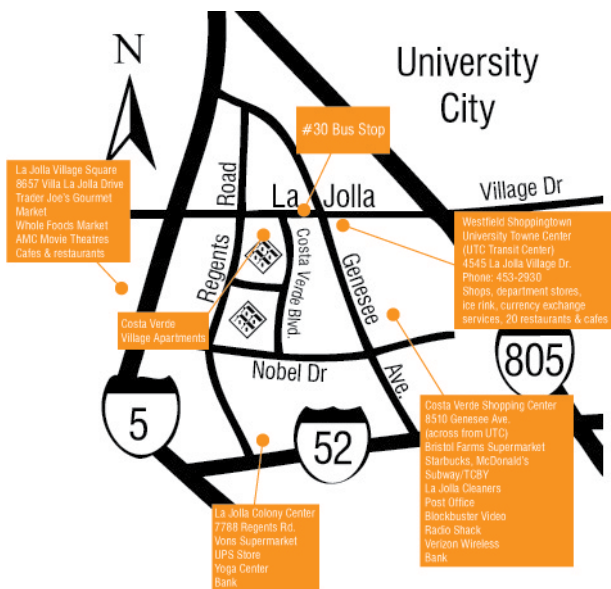 N
University
City
#30 Bus Stop
La Jolla Village Square
8657 Villa La Jolla Drive
Trader Joe's Gourmet
Market
Whole Foods Market
AMC Movie Theatres
Cafes & restaurants
La Jolla
Village Dr
Road
Regents
Costa Verde Blvd.
Genesee
Ave.
Westfield Shoppingtown
University Towne Center
(UTC Transit Center)
4545 La Jolla Village Dr.
Phone: 453-2930
Shops, department stores,
ice rink, currency exchange
services, 20 restaurants & cafes
Costa Verde
Village Apartments
Nobel Dr
805
5
52
Costa Verde Shopping Center
8510 Genesee Ave.
(across from UTC)
Bristol Farms Supermarket
Starbucks, McDonald's
Subway/TCBY
La Jolla Cleaners
Post Office
Blockbuster Video
Radio Shack
Verizon Wireless
Bank
La Jolla Colony Center
7788 Regents Rd.
Vons Supermarket
UPS Store
Yoga Center
Bank